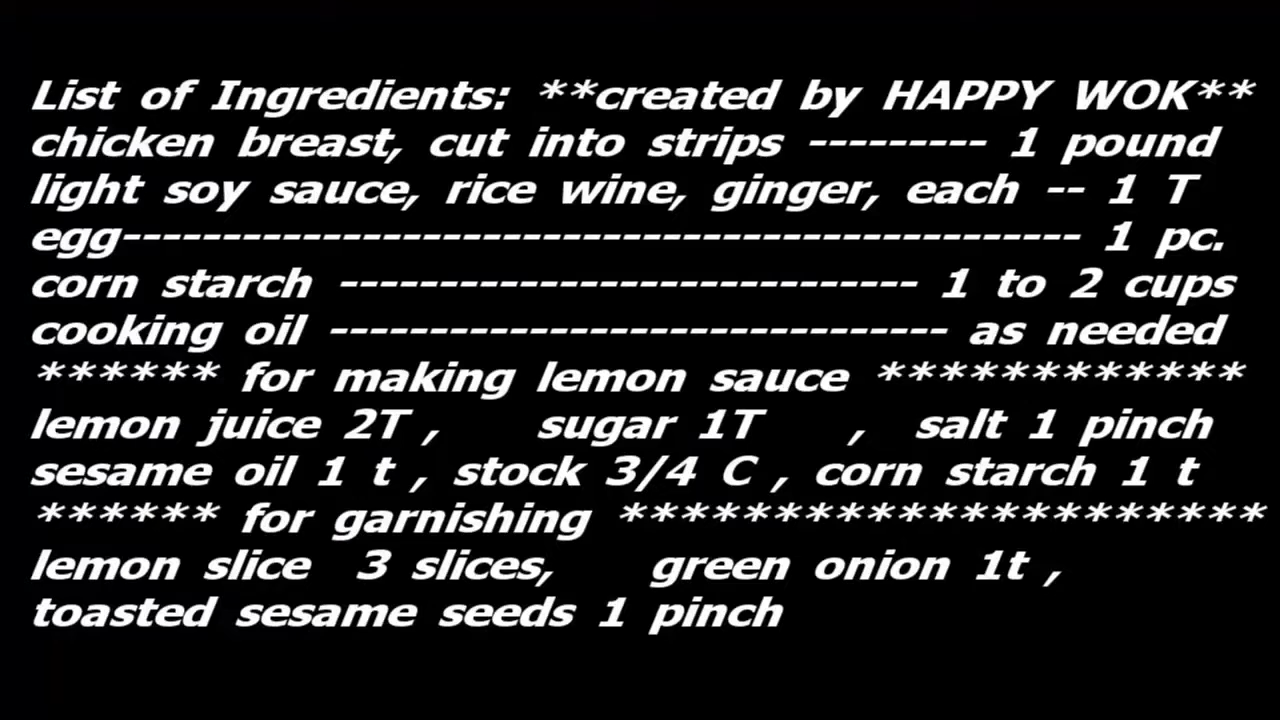 List of Ingredients: **created by HAPPY WOK**
chicken breast, cut into strips --------- 1 pound
light soy sauce, rice wine, ginger, each -- 1 T
egg------------------------------------------------ 1 pc.
corn starch ----------------------------- 1 to 2 cups
cooking oil ------------------------------- as needed
****** for making lemon sauce ************
lemon juice 2T , sugar 1T , salt 1 pinch
sesame oil 1 t , stock 3/4 C , corn starch 1 t
****** for garnishing *********************
lemon slice 3 slices, green onion 1t ,
toasted sesame seeds 1 pinch